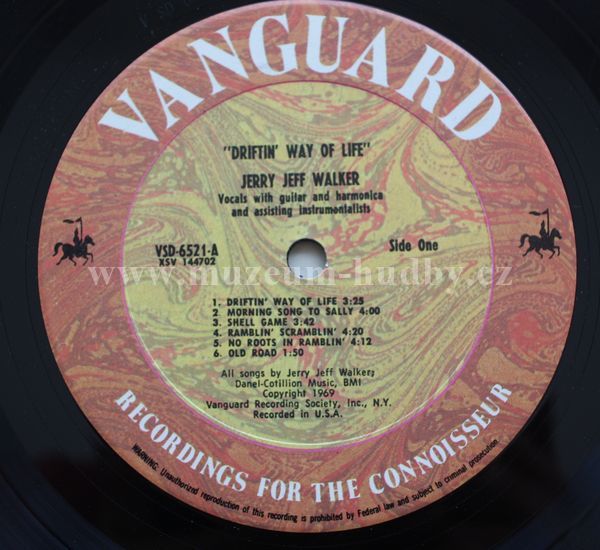 VANGUARD
"DRIFTIN' WAY OF LIFE"
JERRY JEFF WALKER
Vocals with guitar and harmonica
and assisting instrumentalists
VSD-6521-A
XSV 144702
Side One
www.muzeum-hudby.cz
1. DRIFTIN' WAY OF LIFE 3:25
2. MORNING SONG TO SALLY 4:00
3. SHELL GAME 3:42
4. RAMBLIN' SCRAMBLIN' 4:20
5. NO ROOTS IN RAMBLIN' 4:12
6. OLD ROAD 1:50
All songs by Jerry Jeff Walker;
Danel-Cotillion Music, BMI
Copyright 1969
Vanguard Recording Society, Inc., N.Y.
Recorded in U.S.A.
RECORDINGS FOR THE CONNOISSEUR
WARNING: Unauthorized reproduction of this recording is prohibited by Federal law and subject to criminal prosecution